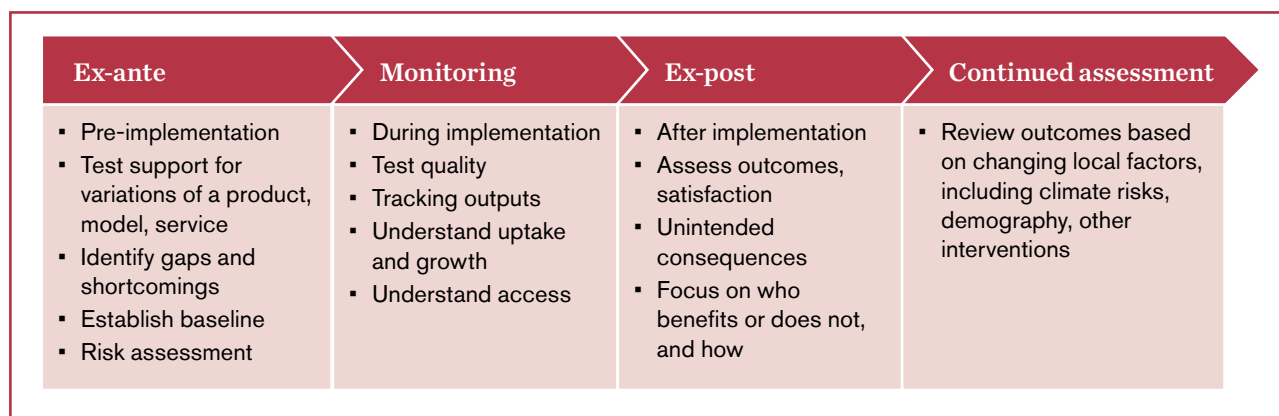 Ex-ante
▪ Pre-implementation
▪ Test support for
variations of a product,
model, service
▪ Identify gaps and
shortcomings
▪ Establish baseline
▪ Risk assessment
Monitoring
▪ During implementation
▪ Test quality
▪ Tracking outputs
▪ Understand uptake
and growth
▪ Understand access
Ex-post
▪ After implementation
▪ Assess outcomes,
satisfaction
▪ Unintended
consequences
▪ Focus on who
benefits or does not,
and how
Continued assessment
▪ Review outcomes based
on changing local factors,
including climate risks,
demography, other
interventions